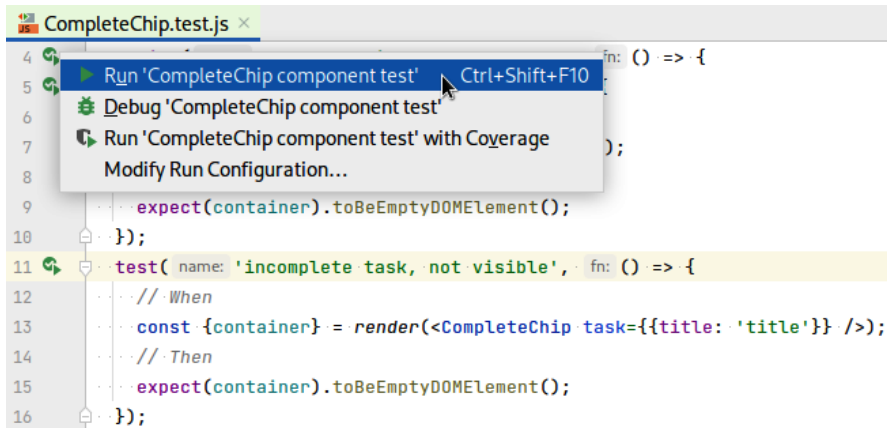 JS CompleteChip.test.js ×
4 fn: () => {
Run 'CompleteChip component test' Ctrl+Shift+F10
5
Debug 'CompleteChip component test'
6
Run 'CompleteChip component test' with Coverage
7 );
Modify Run Configuration...
8
9 expect(container).toBeEmptyDOMElement();
10 });
11 test( name: 'incomplete task, not visible', fn: () => {
12 // When
13 const {container} = render(<CompleteChip task={{title: 'title'}} />);
14 // Then
15 expect(container).toBeEmptyDOMElement();
16 });